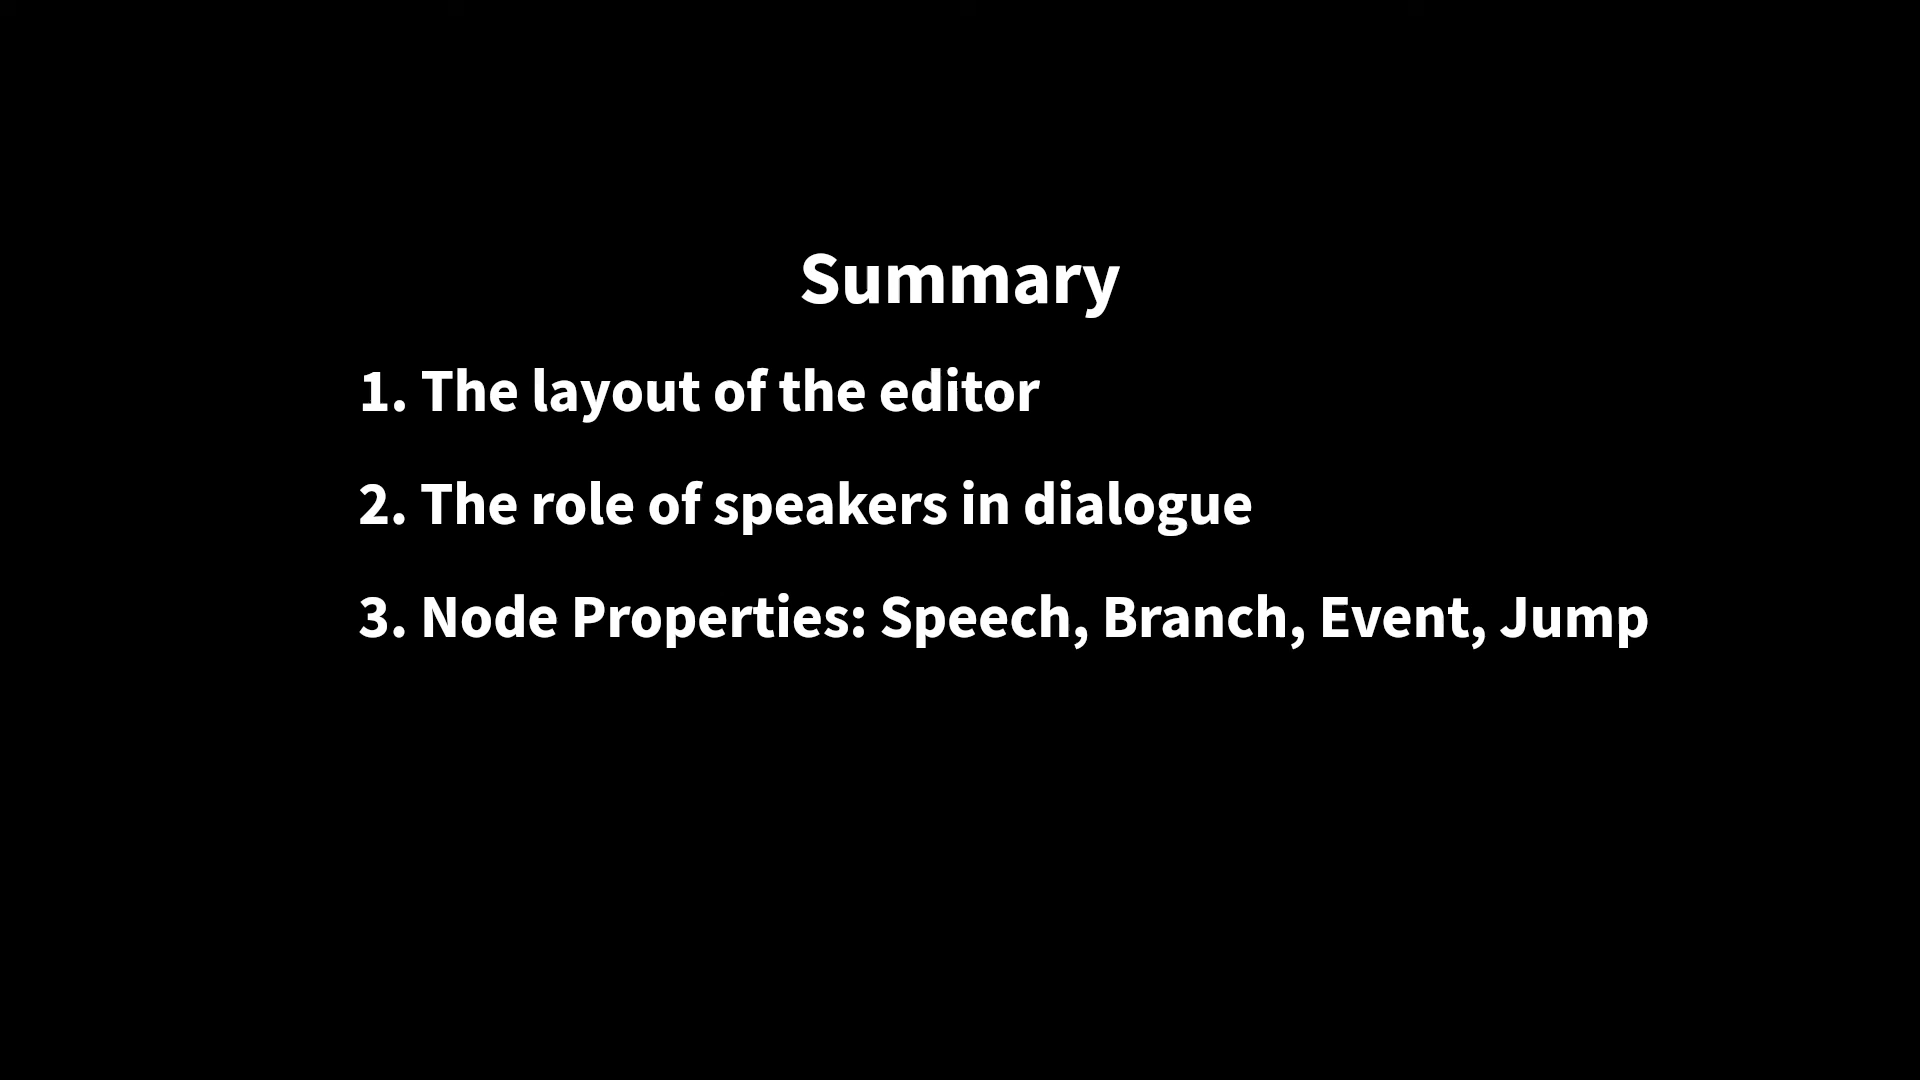 Summary
1. The layout of the editor
2. The role of speakers in dialogue
3. Node Properties: Speech, Branch, Event, Jump